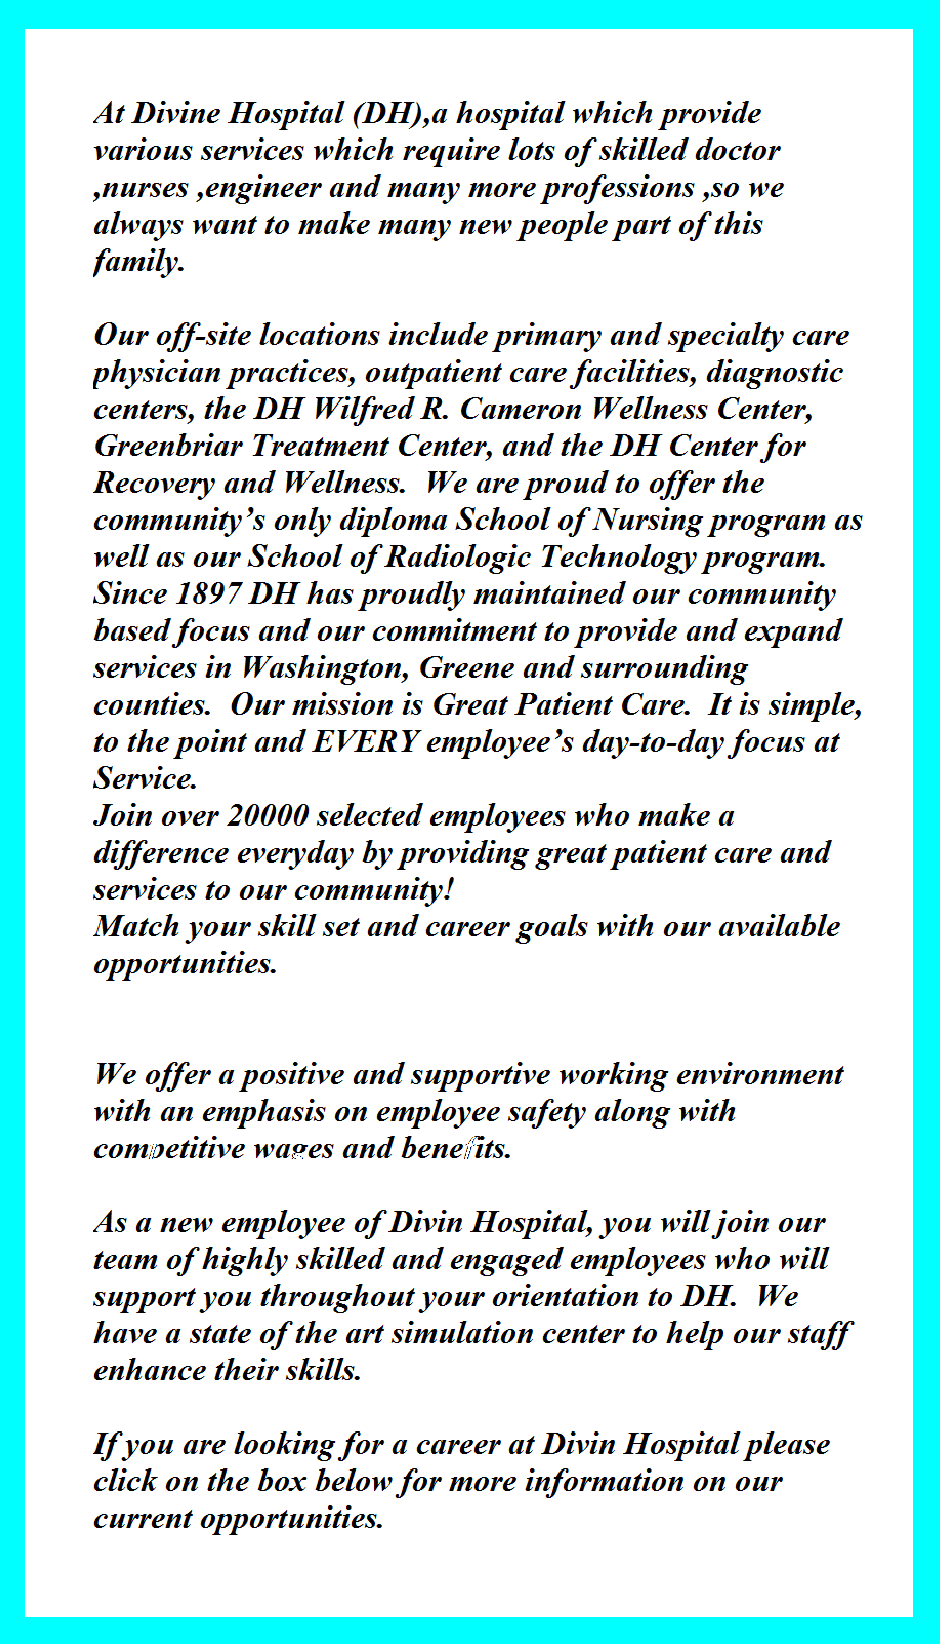 At Divine Hospital (DH),a hospital which provide
various services which require lots of skilled doctor
,nurses ,engineer and many more professions ,so we
always want to make many new people part of this
family.
Our off-site locations include primary and specialty care
physician practices, outpatient care facilities, diagnostic
centers, the DH Wilfred R. Cameron Wellness Center,
Greenbriar Treatment Center, and the DH Center for
Recovery and Wellness.  We are proud to offer the
community’s only diploma School of Nursing program as
well as our School of Radiologic Technology program.
Since 1897 DH has proudly maintained our community
based focus and our commitment to provide and expand
services in Washington, Greene and surrounding
counties.  Our mission is Great Patient Care.  It is simple,
to the point and EVERY employee’s day-to-day focus at
Service.
Join over 20000 selected employees who make a
difference everyday by providing great patient care and
services to our community!
Match your skill set and career goals with our available
opportunities.
We offer a positive and supportive working environment
with an emphasis on employee safety along with
competitive wages and benefits.
As a new employee of Divin Hospital, you will join our
team of highly skilled and engaged employees who will
support you throughout your orientation to DH.  We
have a state of the art simulation center to help our staff
enhance their skills.
If you are looking for a career at Divin Hospital please
click on the box below for more information on our
current opportunities.